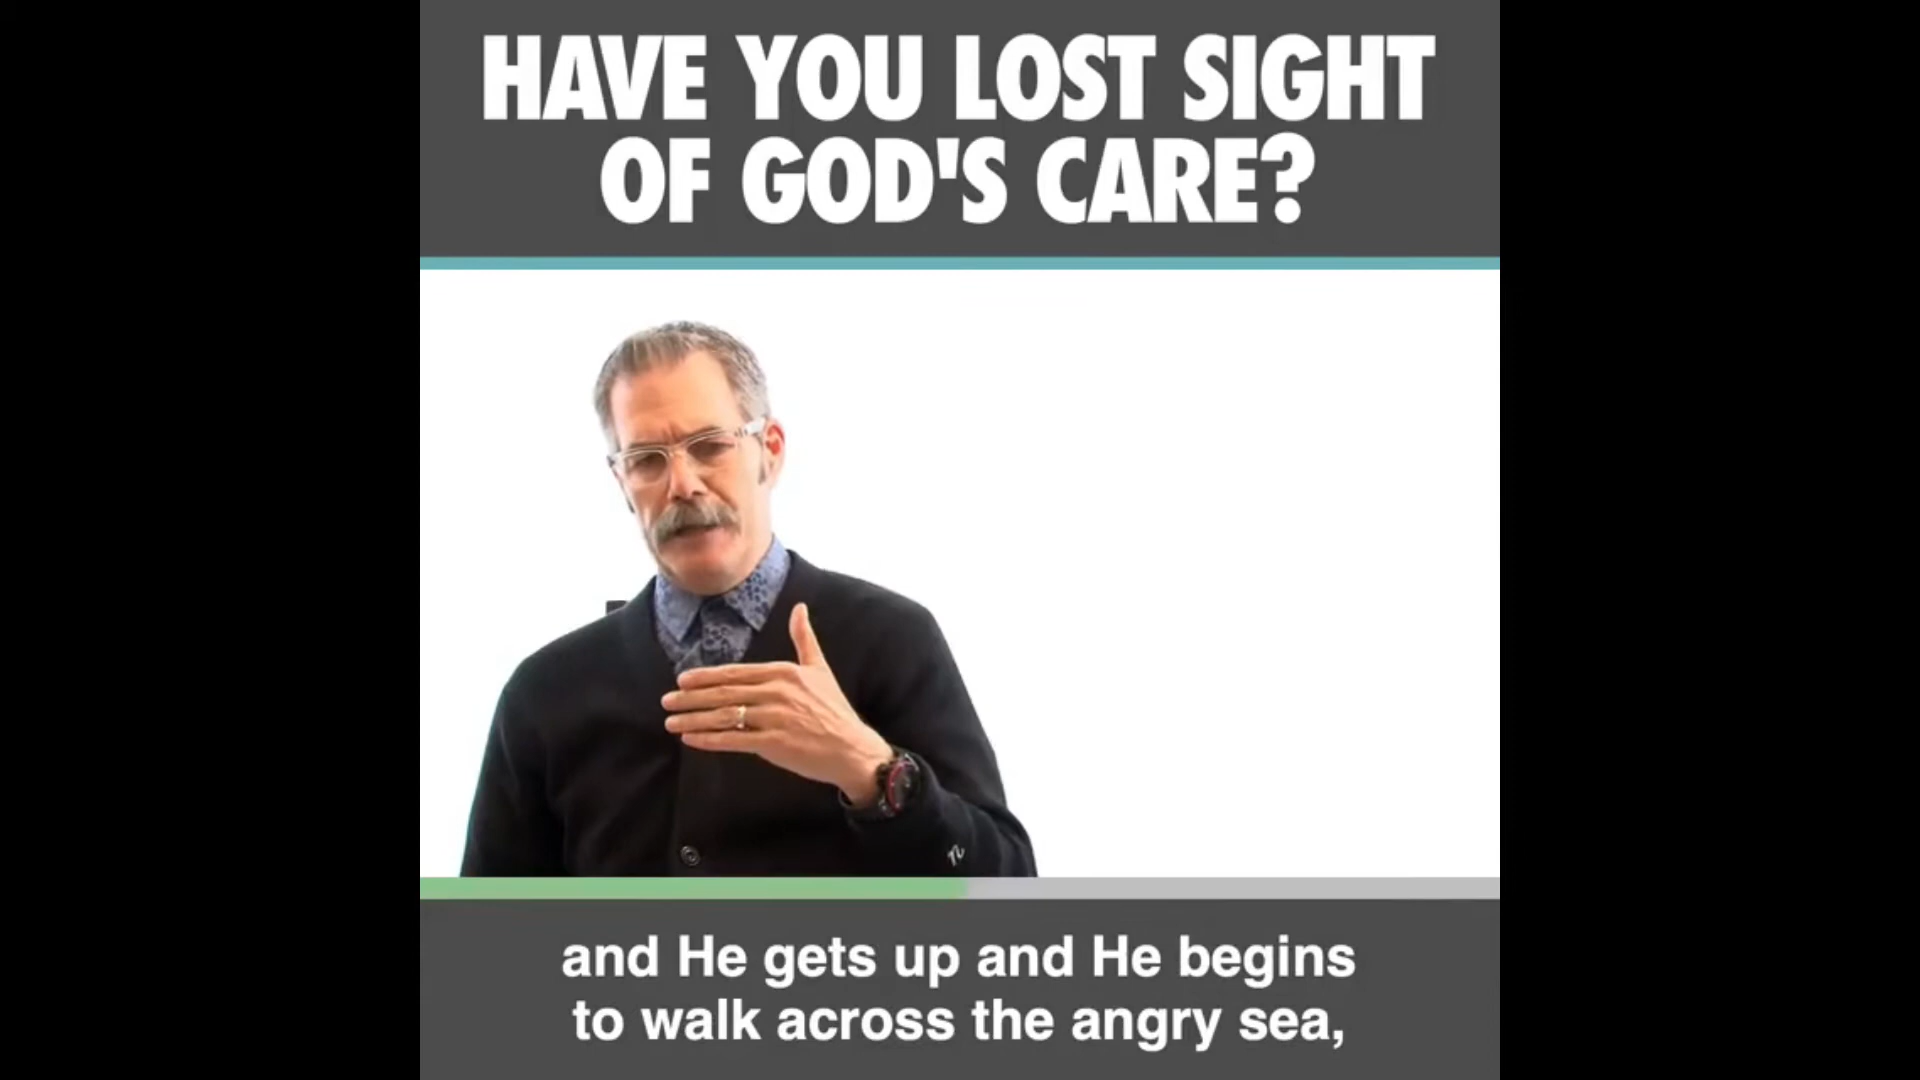 HAVE YOU LOST SIGHT
OF GOD'S CARE?
n
and He gets up and He begins
to walk across the angry sea,